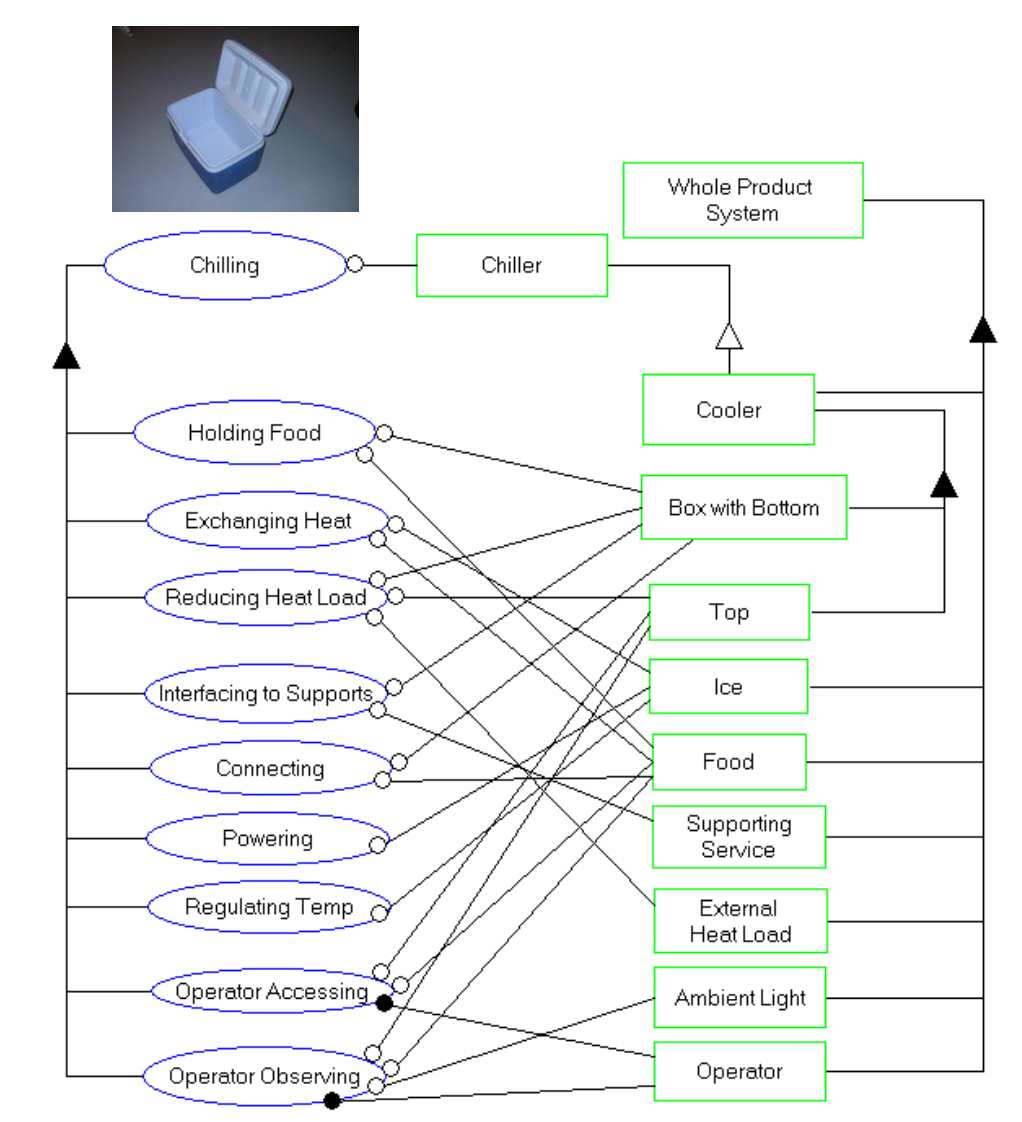 Whole Product
System
Chilling
Chiller
Cooler
Holding Food
Box with Bottom
Exchanging Heat
Reducing Heat Load
Top
Interfacing to Supports
Ice
Connecting
Food
Powering
Supporting
Service
Regulating Temp
External
Heat Load
Operator Accessing
Ambient Light
Operator Observing
Operator